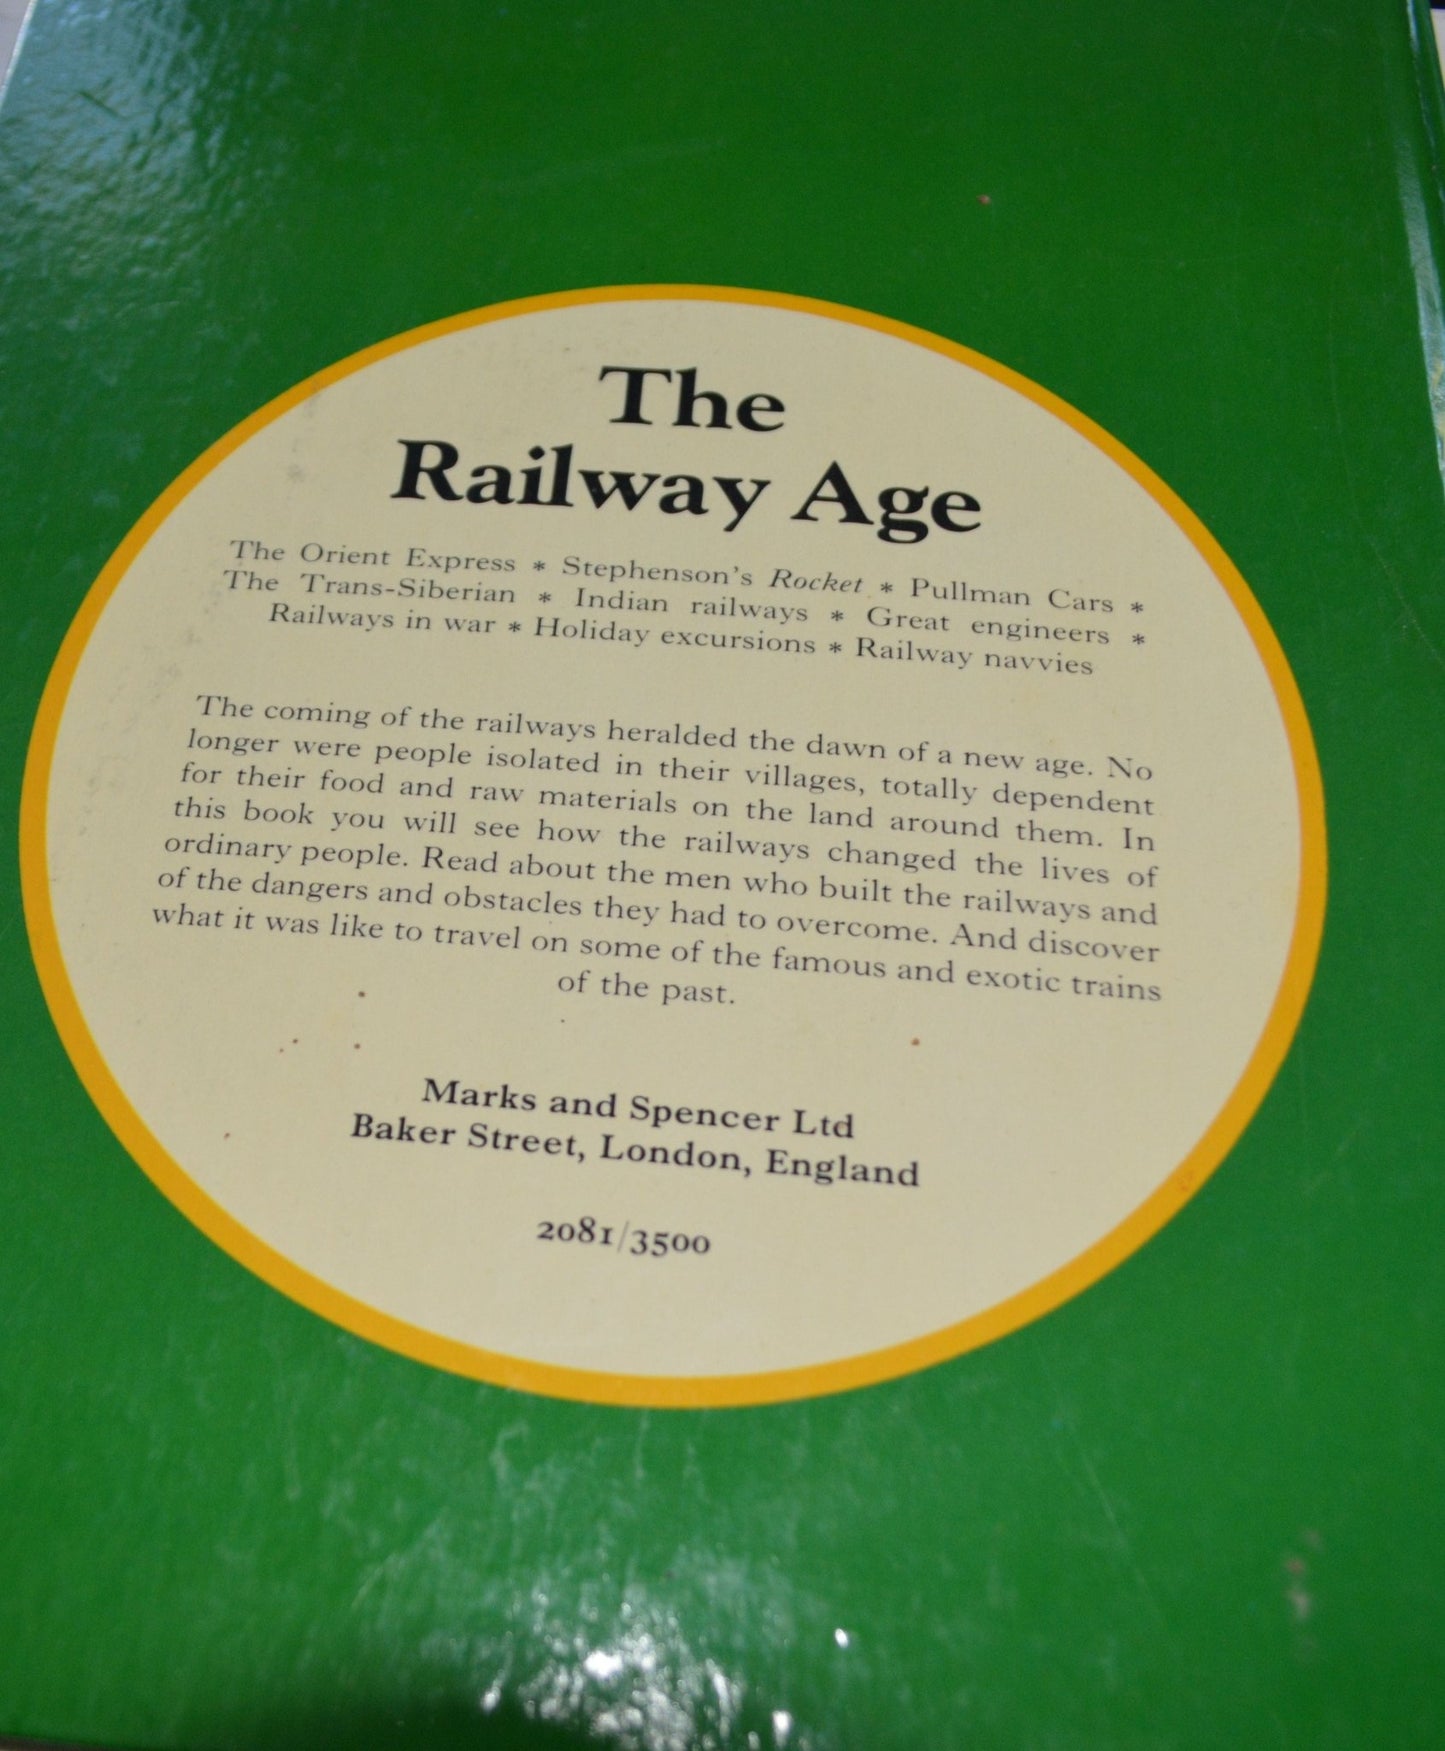 The
Railway Age
The Orient Express * Stephenson's Rocket * Pullman Cars *
The Trans-Siberian * Indian railways * Great engineers *
Railways in war * Holiday excursions * Railway navvies
The coming of the railways heralded the dawn of a new age. No
longer were people isolated in their villages, totally dependent
for their food and raw materials on the land around them. In
this book you will see how the railways changed the lives of
ordinary people. Read about the men who built the railways and
of the dangers and obstacles they had to overcome. And discover
what it was like to travel on some of the famous and exotic trains
of the past.
Marks and Spencer Ltd
Baker Street, London, England
2081/3500